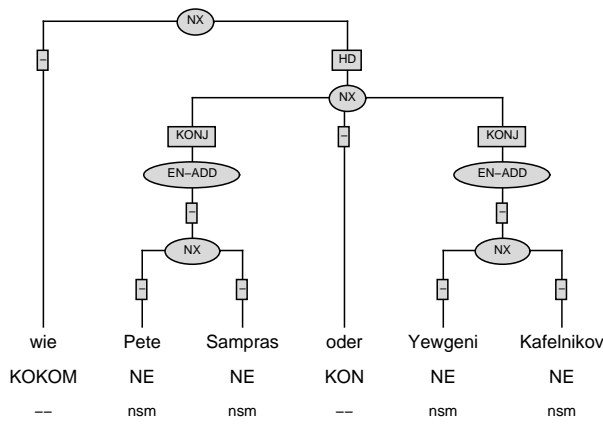 NX
– HD
NX
KONJ – KONJ
EN–ADD EN–ADD
– –
NX NX
– – – –
wie Pete Sampras oder Yewgeni Kafelnikov
KOKOM NE NE KON NE NE
–– nsm nsm –– nsm nsm